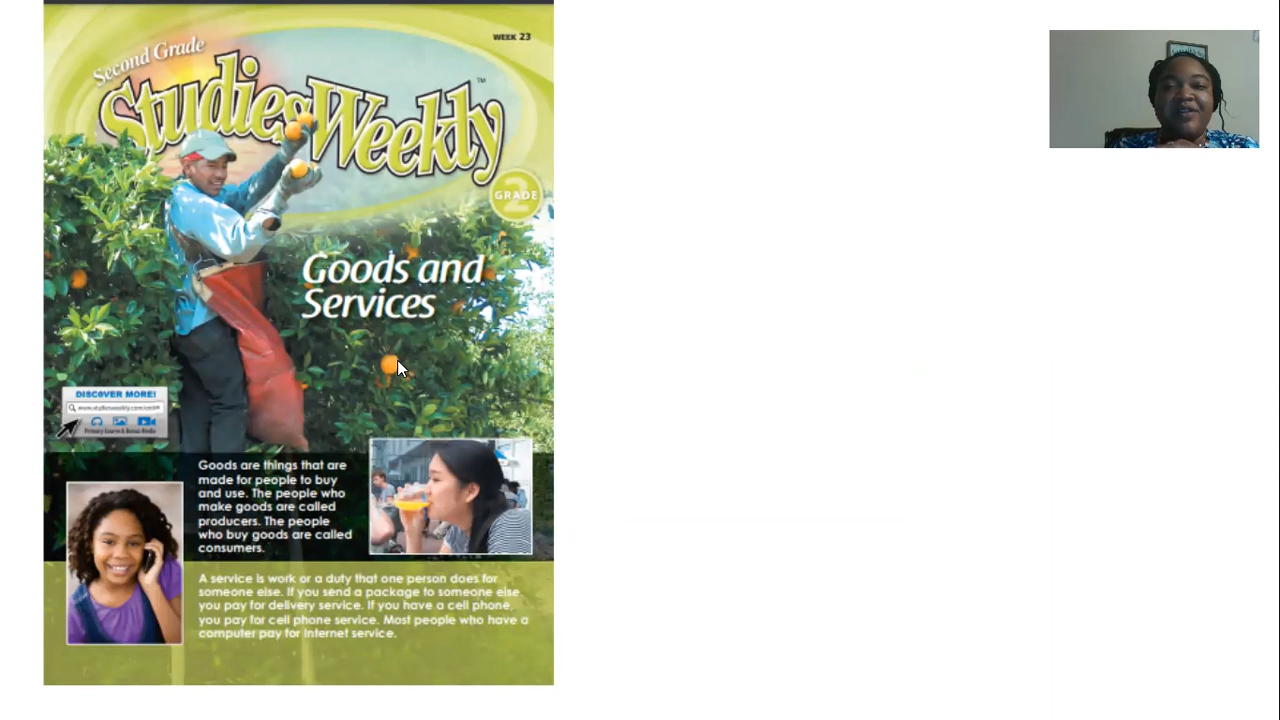 WEEK 23
Second Grade
Studies Weekly™
GRADE
2
Goods and
Services
DISCOVER MORE!
Goods are things that are
made for people to buy
and use. The people who
make goods are called
producers. The people
who buy goods are called
consumers.
A service is work or a duty that one person does for
someone else. If you send a package to someone else,
you pay for delivery service. If you have a cell phone,
you pay for cell phone service. Most people who have a
computer pay for Internet service.